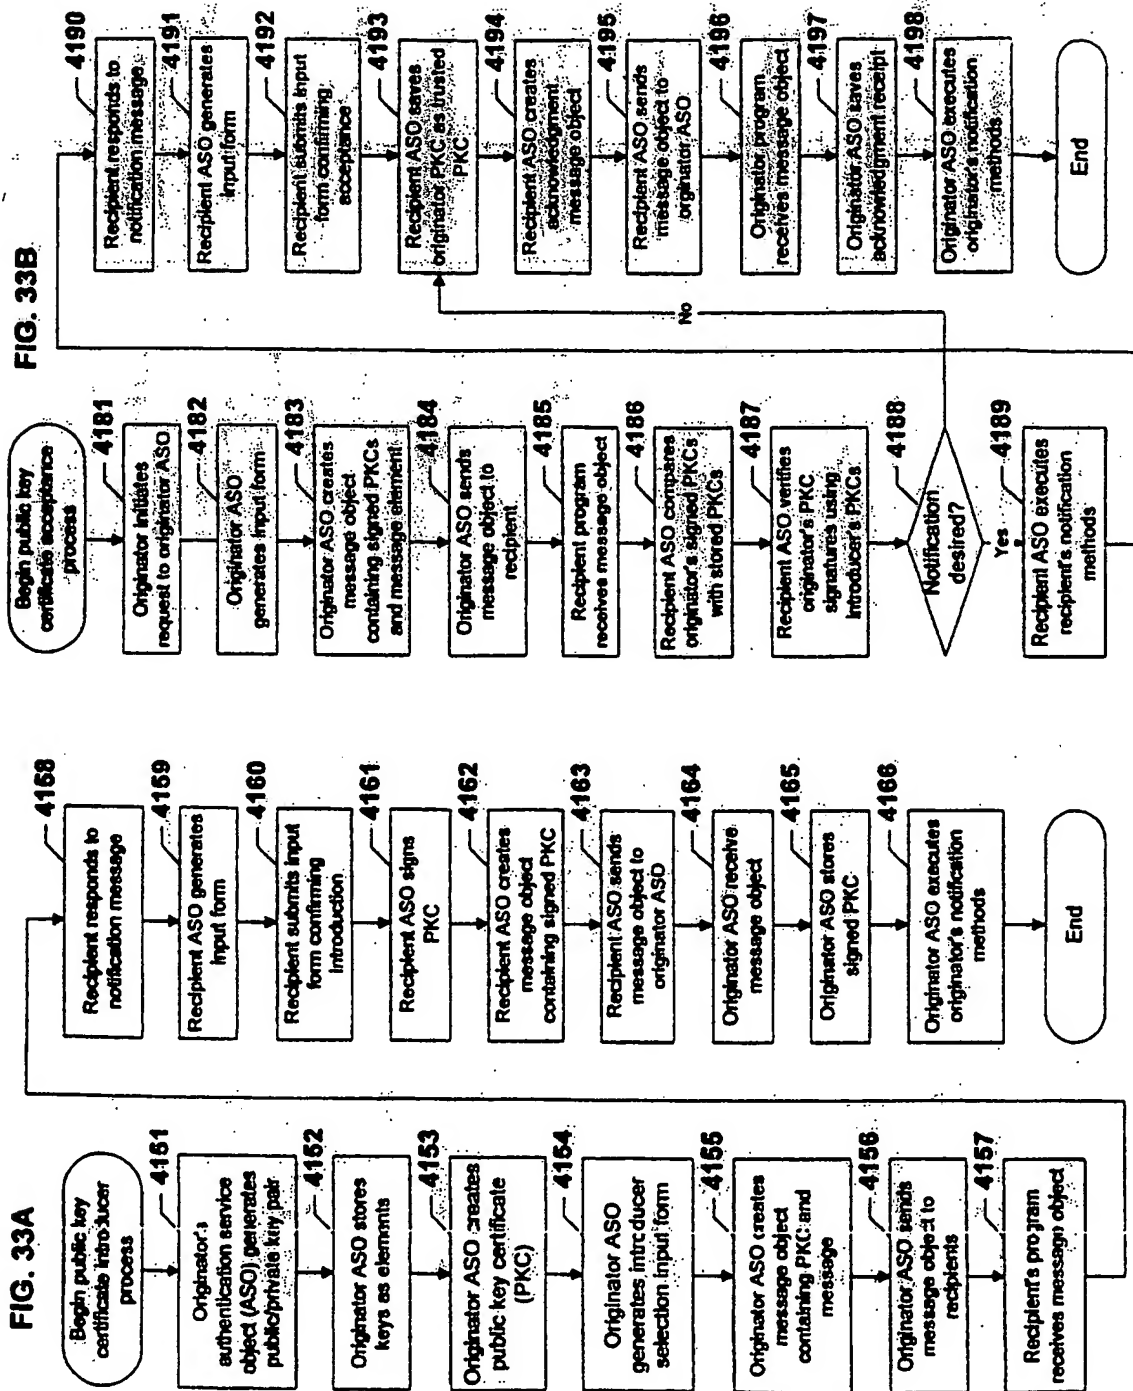 FIG. 33A
Begin public key
certificate introducer
process
4151
Originator's
authentication service
object (ASO) generates
public/private key pair
4152
Originator ASO stores
keys as elements
4153
Originator ASO creates
public key certificate
(PKC)
4154
Originator ASO
generates introducer
selection input form
4155
Originator ASO creates
message object
containing PKC and
message
4156
Originator ASO sends
message object to
recipients
4157
Recipient's program
receives message object
4158
Recipient responds to
notification message
4159
Recipient ASO generates
input form
4160
Recipient submits input
form confirming
introduction
4161
Recipient ASO signs
PKC
4162
Recipient ASO creates
message object
containing signed PKC
4163
Recipient ASO sends
message object to
originator ASO
4164
Originator ASO receive
message object
4165
Originator ASO stores
signed PKC
4166
Originator ASO executes
originator's notification
methods
End
FIG. 33B
Begin public key
certificate acceptance
process
4181
Originator initiates
request to originator ASO
4182
Originator ASO
generates input form
4183
Originator ASO creates
message object
containing signed PKCs
and message element
4184
Originator ASO sends
message object to
recipient
4185
Recipient program
receives message object
4186
Recipient ASO compares
originator's signed PKCs
with stored PKCs
4187
Recipient ASO verifies
originator's PKC
signatures using
introducer's PKCs
4188
Notification
desired?
No
Yes
4189
Recipient ASO executes
recipient's notification
methods
4190
Recipient responds to
notification message
4191
Recipient ASO generates
input form
4192
Recipient submits input
form confirming
acceptance
4193
Recipient ASO saves
originator PKC as trusted
PKC
4194
Recipient ASO creates
acknowledgment
message object
4195
Recipient ASO sends
message object to
orginator ASO
4196
Originator program
receives message object
4197
Originator ASO saves
acknowledgment receipt
4198
Originator ASO executes
originator's notification
methods
End